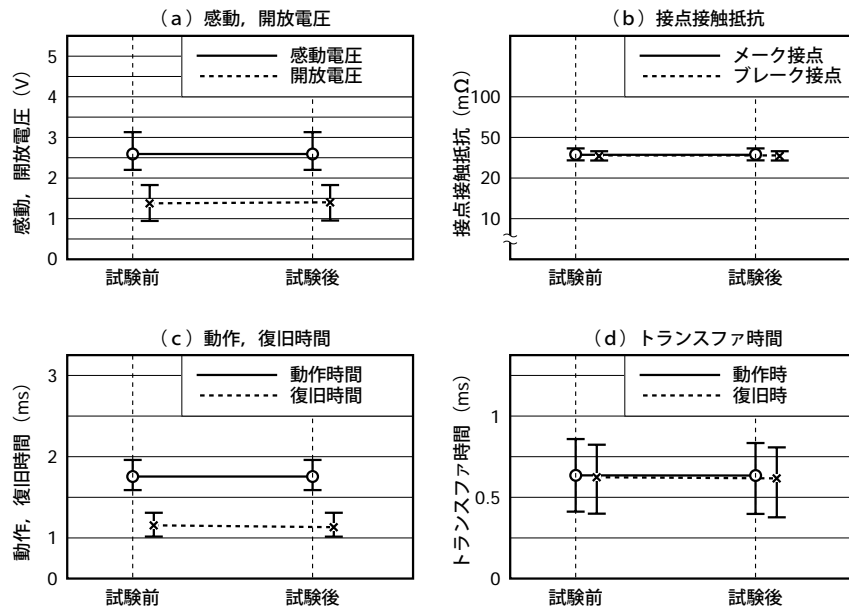 (a)感動，開放電圧
感動電圧
開放電圧
感動，開放電圧（V）
5
4
3
2
1
0
試験前
試験後
(b)接点接触抵抗
メーク接点
ブレーク接点
接点接触抵抗（mΩ）
100
50
20
10
試験前
試験後
(c)動作，復旧時間
動作時間
復旧時間
動作，復旧時間（ms）
3
2
1
0
試験前
試験後
(d)トランスファ時間
動作時
復旧時
トランスファ時間（ms）
1
0.5
0
試験前
試験後